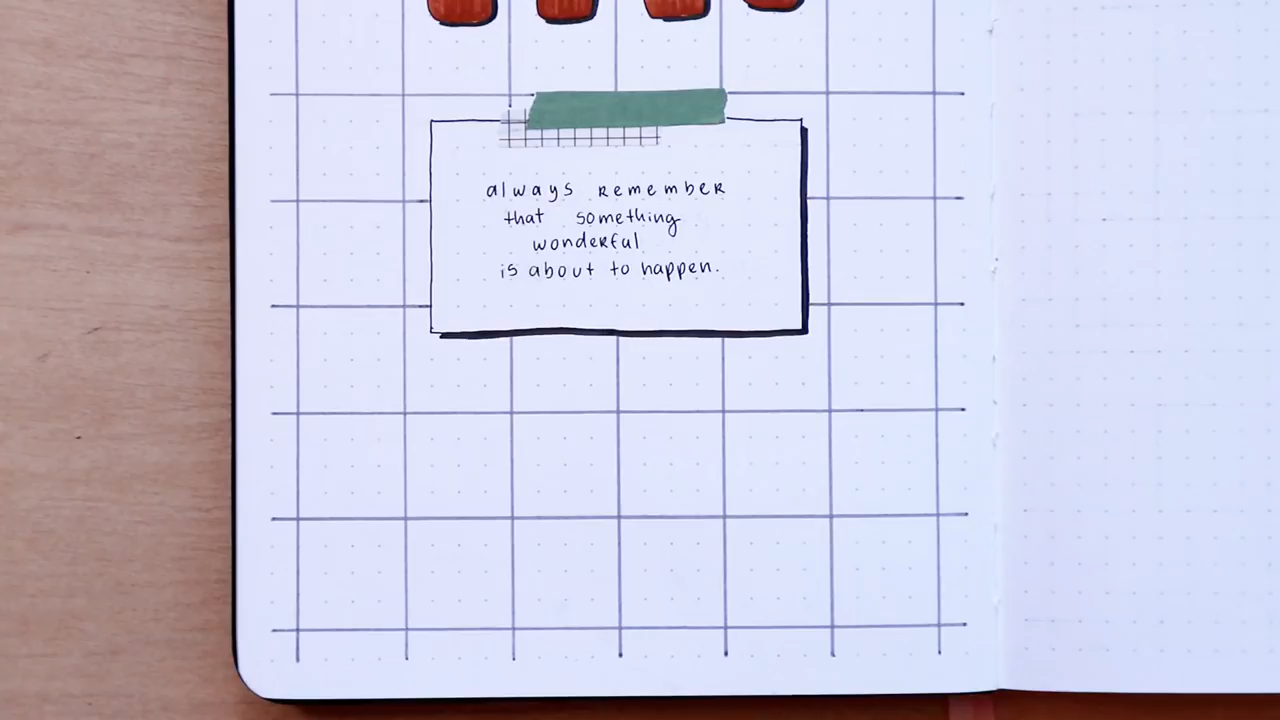 always remember
that something
wonderful
is about to happen.